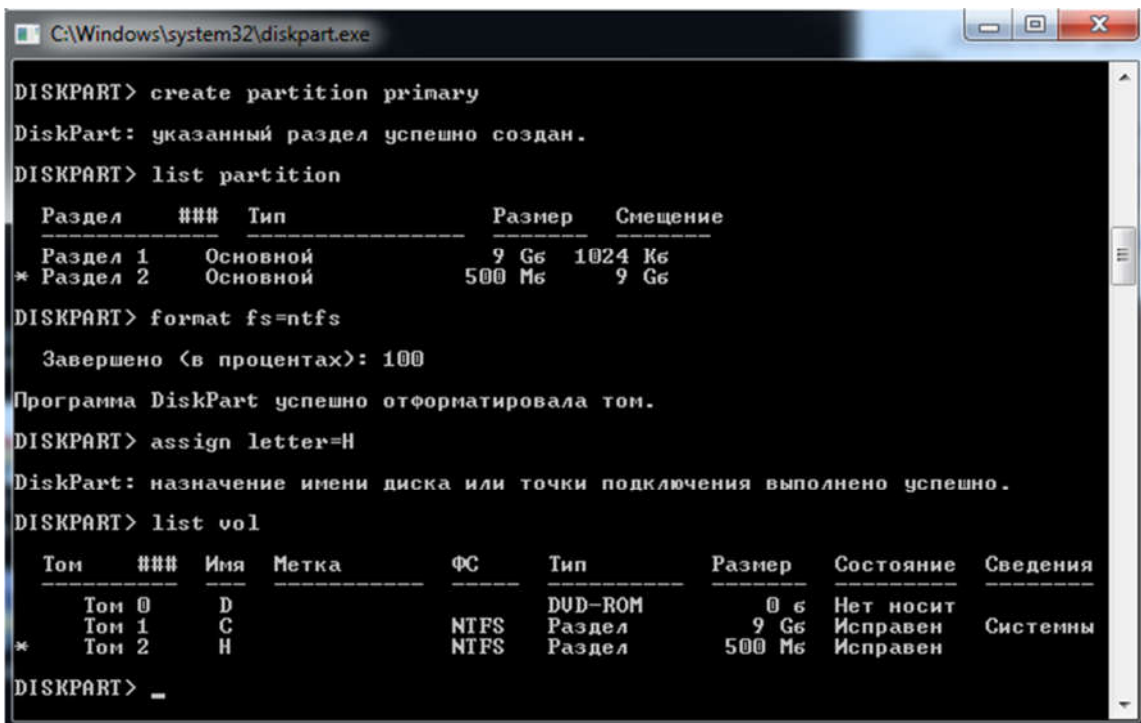 C:\Windows\system32\diskpart.exe
DISKPART> create partition primary
DiskPart: указанный раздел успешно создан.
DISKPART> list partition
Раздел ### Тип Размер Смещение
------------- ---------------- ------- -------
Раздел 1 Основной 9 Gб 1024 Кб
* Раздел 2 Основной 500 Мб 9 Gб
DISKPART> format fs=ntfs
Завершено (в процентах): 100
Программа DiskPart успешно отформатировала том.
DISKPART> assign letter=H
DiskPart: назначение имени диска или точки подключения выполнено успешно.
DISKPART> list vol
Том ### Имя Метка ФС Тип Размер Состояние Сведения
---------- --- ----------- ----- ---------- ------- --------- --------
Том 0 D DVD-ROM 0 б Нет носит
Том 1 C NTFS Раздел 9 Gб Исправен Системны
* Том 2 H NTFS Раздел 500 Мб Исправен
DISKPART> _